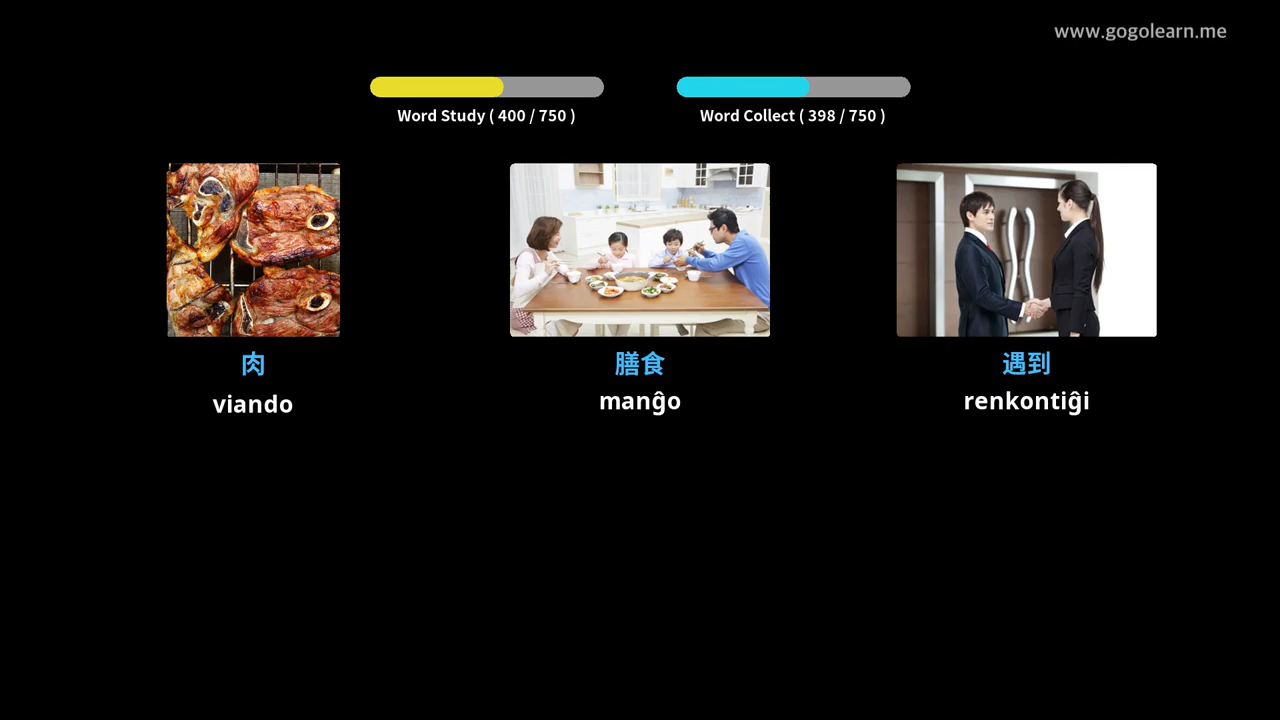 www.gogolearn.me
Word Study ( 400 / 750 )
Word Collect ( 398 / 750 )
肉
膳食
遇到
viando
manĝo
renkontiĝi